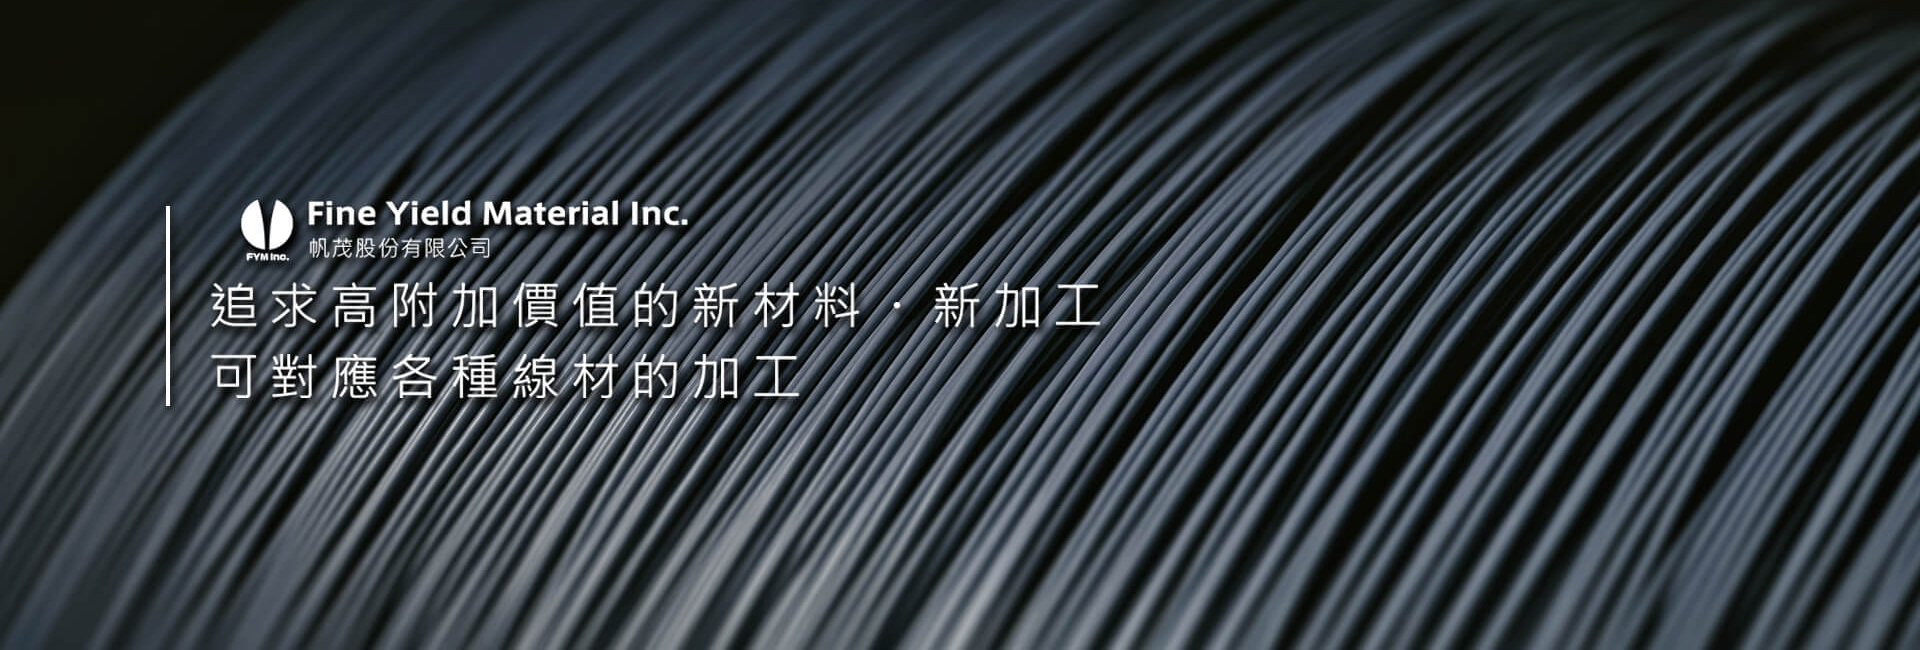 Fine Yield Material Inc.
FYM Inc.
帆茂股份有限公司
追求高附加價值的新材料・新加工
可對應各種線材的加工